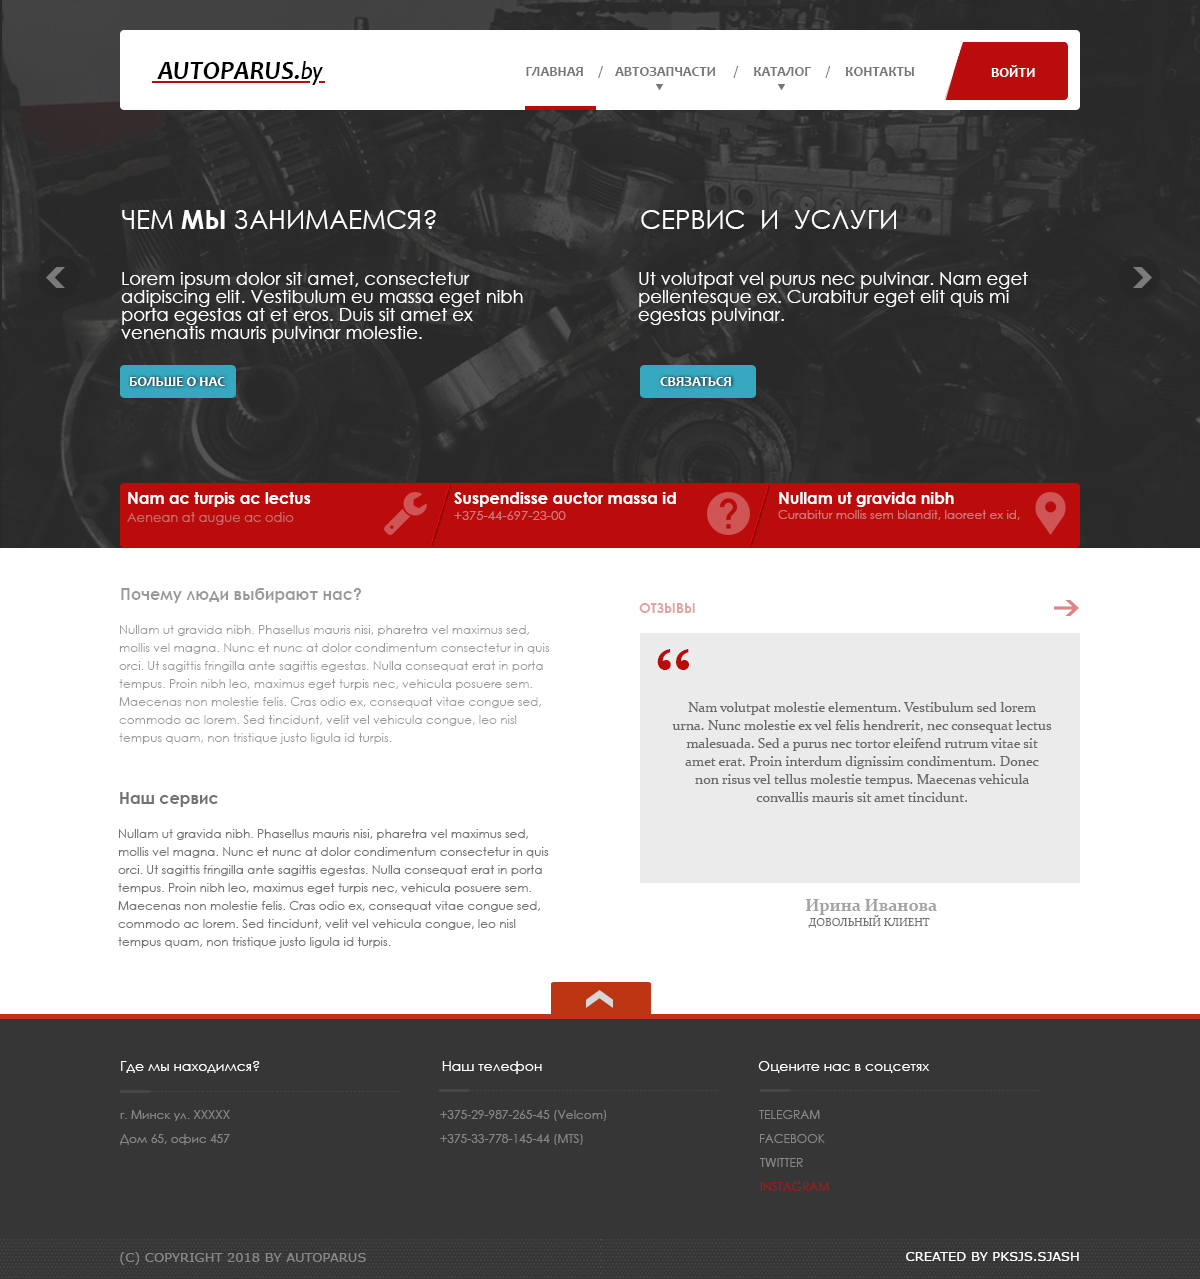 AUTOPARUS.by
ГЛАВНАЯ / АВТОЗАПЧАСТИ / КАТАЛОГ / КОНТАКТЫ
ВОЙТИ
ЧЕМ МЫ ЗАНИМАЕМСЯ?
Lorem ipsum dolor sit amet, consectetur
adipiscing elit. Vestibulum eu massa eget nibh
porta egestas at et eros. Duis sit amet ex
venenatis mauris pulvinar molestie.
БОЛЬШЕ О НАС
СЕРВИС И УСЛУГИ
Ut volutpat vel purus nec pulvinar. Nam eget
pellentesque ex. Curabitur eget elit quis mi
egestas pulvinar.
СВЯЗАТЬСЯ
Nam ac turpis ac lectus
Aenean at augue ac odio
Suspendisse auctor massa id
+375-44-697-23-00
?
Nullam ut gravida nibh
Curabitur mollis sem blandit, laoreet ex id,
Почему люди выбирают нас?
Nullam ut gravida nibh. Phasellus mauris nisi, pharetra vel maximus sed,
mollis vel magna. Nunc et nunc at dolor condimentum consectetur in quis
orci. Ut sagittis fringilla ante sagittis egestas. Nulla consequat erat in porta
tempus. Proin nibh leo, maximus eget turpis nec, vehicula posuere sem.
Maecenas non molestie felis. Cras odio ex, consequat vitae congue sed,
commodo ac lorem. Sed tincidunt, velit vel vehicula congue, leo nisl
tempus quam, non tristique justo ligula id turpis.
Наш сервис
Nullam ut gravida nibh. Phasellus mauris nisi, pharetra vel maximus sed,
mollis vel magna. Nunc et nunc at dolor condimentum consectetur in quis
orci. Ut sagittis fringilla ante sagittis egestas. Nulla consequat erat in porta
tempus. Proin nibh leo, maximus eget turpis nec, vehicula posuere sem.
Maecenas non molestie felis. Cras odio ex, consequat vitae congue sed,
commodo ac lorem. Sed tincidunt, velit vel vehicula congue, leo nisl
tempus quam, non tristique justo ligula id turpis.
ОТЗЫВЫ
“
Nam volutpat molestie elementum. Vestibulum sed lorem
urna. Nunc molestie ex vel felis hendrerit, nec consequat lectus
malesuada. Sed a purus nec tortor eleifend rutrum vitae sit
amet erat. Proin interdum dignissim condimentum. Donec
non risus vel tellus molestie tempus. Maecenas vehicula
convallis mauris sit amet tincidunt.
Ирина Иванова
ДОВОЛЬНЫЙ КЛИЕНТ
Где мы находимся?
г. Минск ул. XXXXX
Дом 65, офис 457
Наш телефон
+375-29-987-265-45 (Velcom)
+375-33-778-145-44 (MTS)
Оцените нас в соцсетях
TELEGRAM
FACEBOOK
TWITTER
INSTAGRAM
(C) COPYRIGHT 2018 BY AUTOPARUS
CREATED BY PKSJS.SJASH